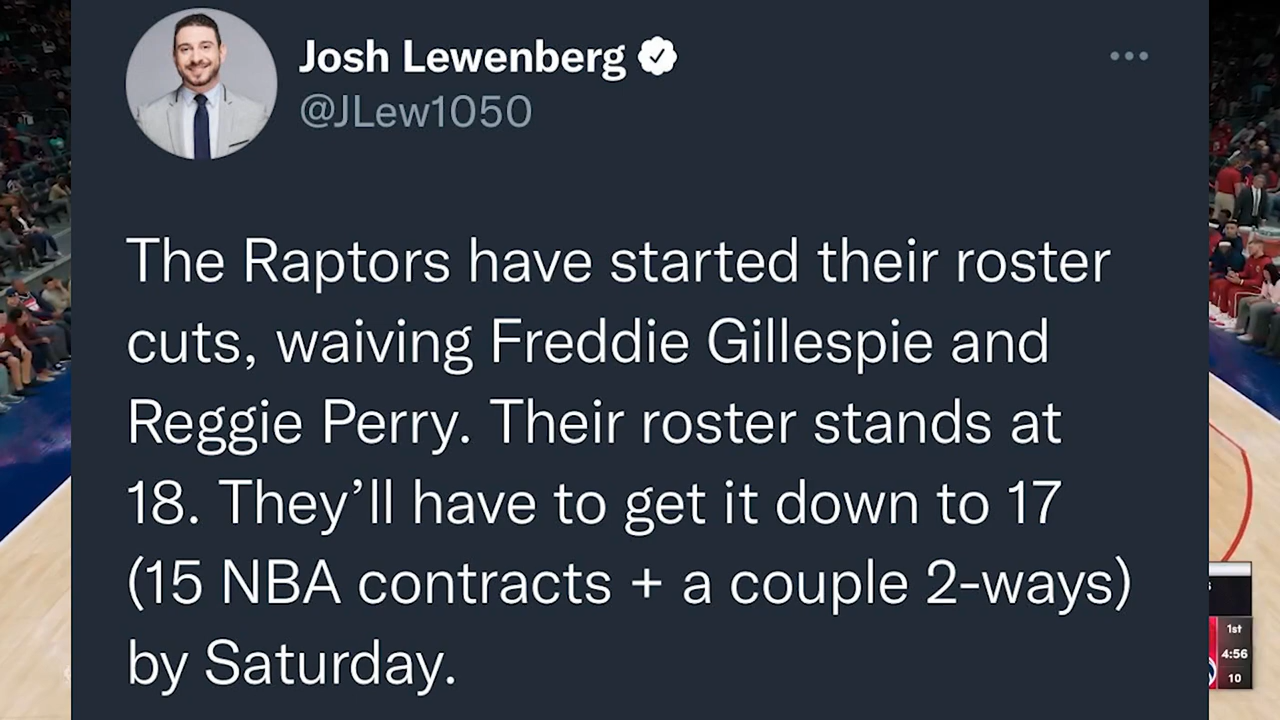 Josh Lewenberg
@JLew1050
The Raptors have started their roster
cuts, waiving Freddie Gillespie and
Reggie Perry. Their roster stands at
18. They’ll have to get it down to 17
(15 NBA contracts + a couple 2-ways)
by Saturday.
1st
4:56
10